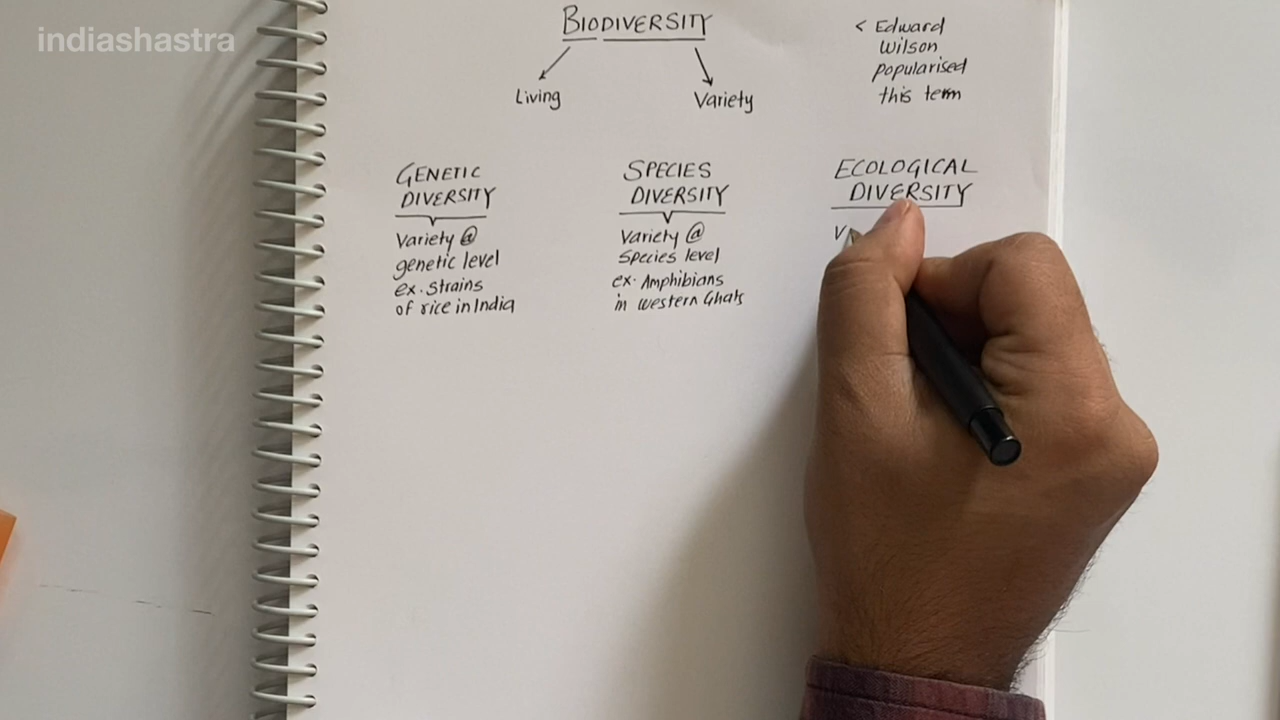 indiashastra
BIODIVERSITY
Living
Variety
< Edward
Wilson
popularised
this term
GENETIC
DIVERSITY
Variety @
genetic level
ex. Strains
of rice in India
SPECIES
DIVERSITY
Variety @
Species level
ex. Amphibians
in western Ghats
ECOLOGICAL
DIVERSITY
V